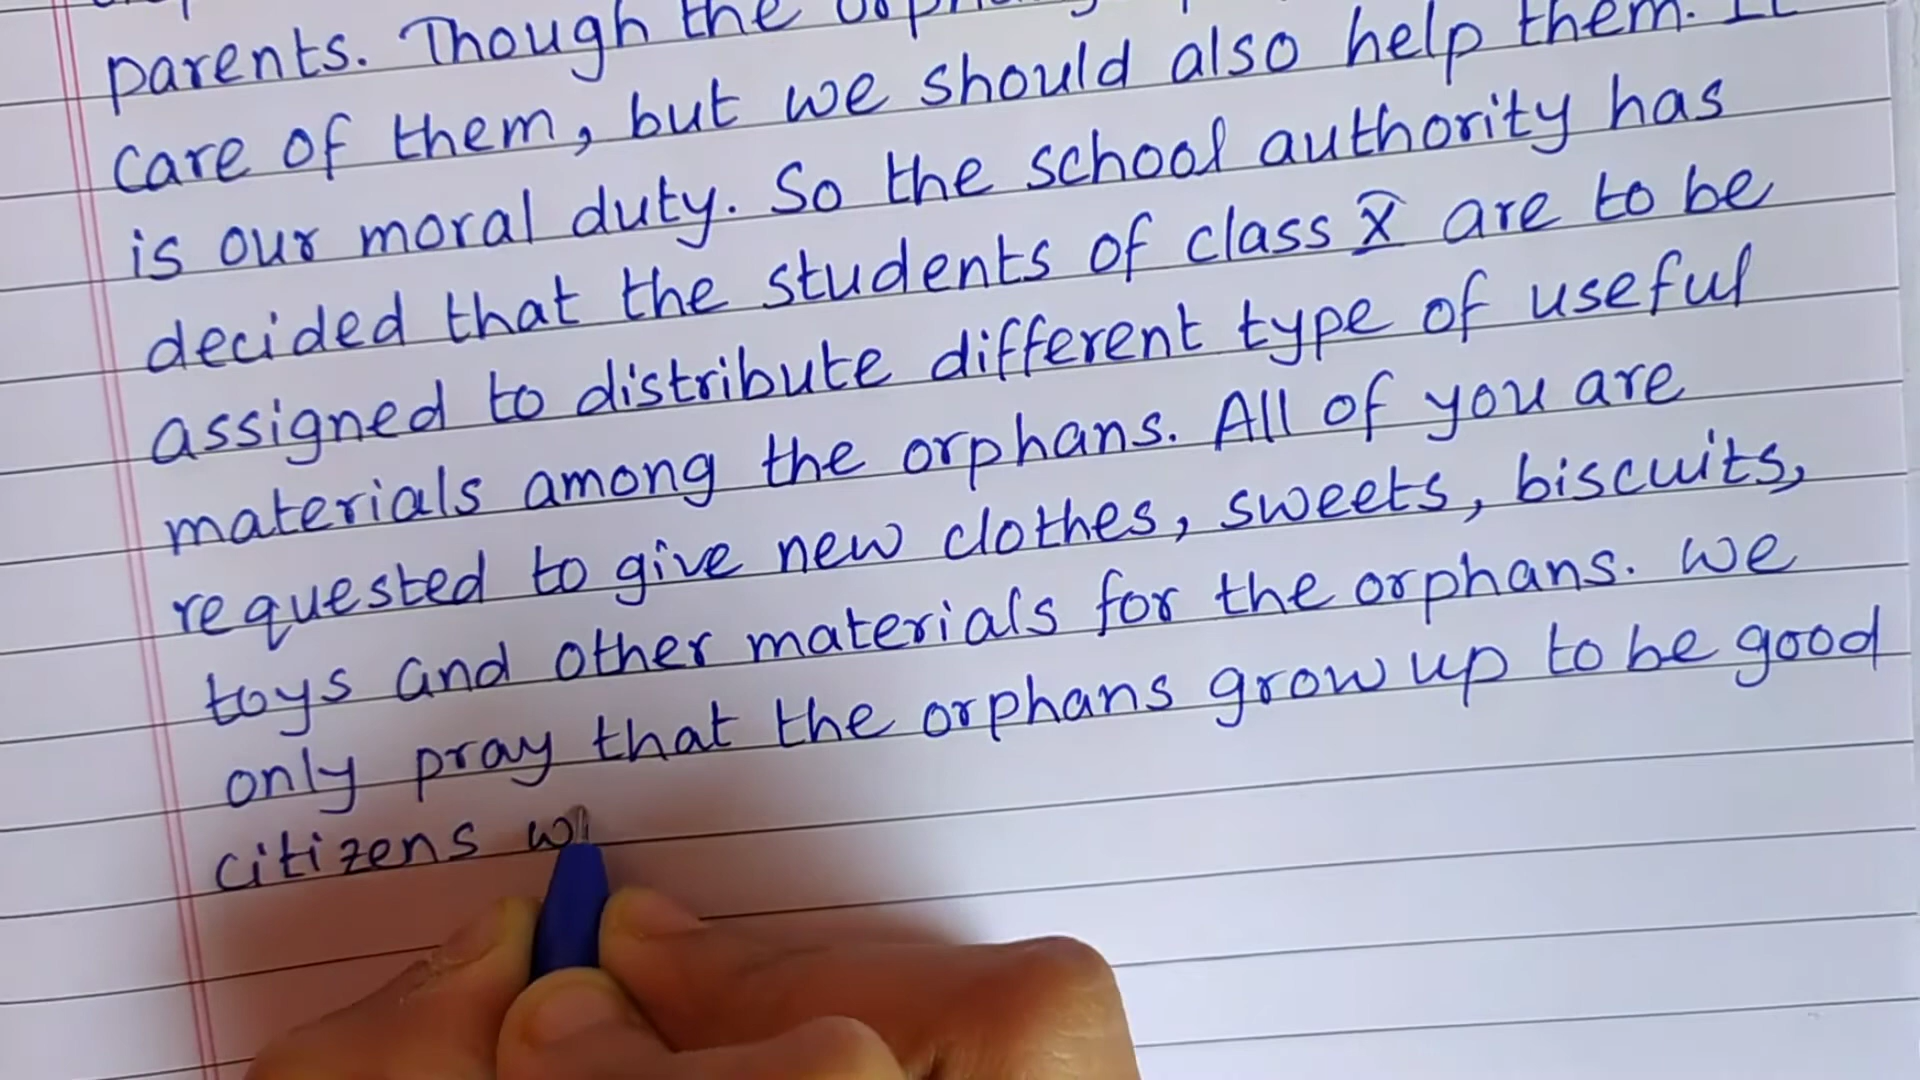 parents. Though the
care of them, but we should also help them. It
is our moral duty. So the school authority has
decided that the students of class X are to be
assigned to distribute different type of useful
materials among the orphans. All of you are
requested to give new clothes, sweets, biscuits,
toys and other materials for the orphans. We
only pray that the orphans grow up to be good
citizens